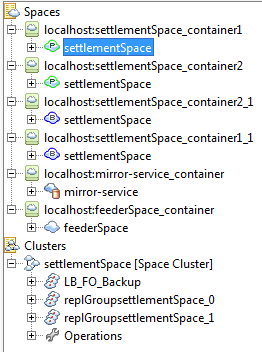 Spaces
localhost:settlementSpace_container1
P settlementSpace
localhost:settlementSpace_container2
P settlementSpace
localhost:settlementSpace_container2_1
B settlementSpace
localhost:settlementSpace_container1_1
B settlementSpace
localhost:mirror-service_container
mirror-service
localhost:feederSpace_container
feederSpace
Clusters
settlementSpace [Space Cluster]
LB_FO_Backup
replGroupsettlementSpace_0
replGroupsettlementSpace_1
Operations